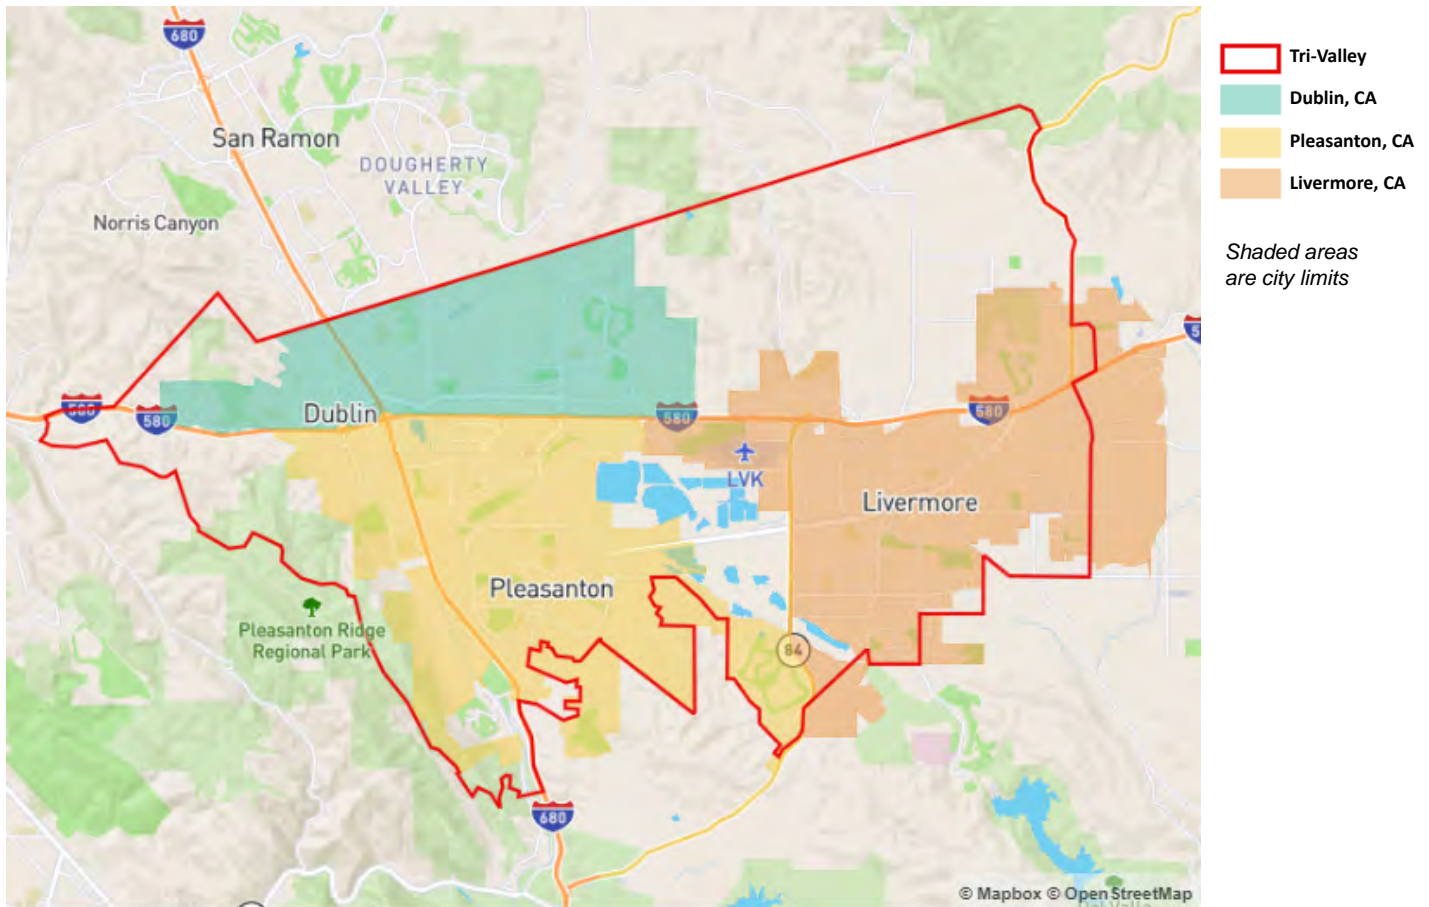 680
San Ramon
DOUGHERTY
VALLEY
Norris Canyon
Tri-Valley
Dublin, CA
Pleasanton, CA
Livermore, CA
Shaded areas
are city limits
580
580
Dublin
580
580
LVK
Livermore
Pleasanton
Pleasanton Ridge
Regional Park
84
680
© Mapbox © OpenStreetMap